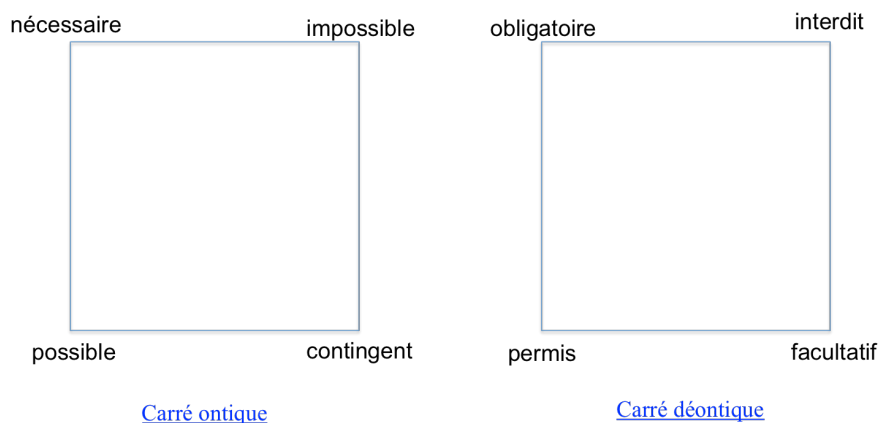 nécessaire impossible
obligatoire interdit
possible contingent
permis facultatif
Carré ontique
Carré déontique